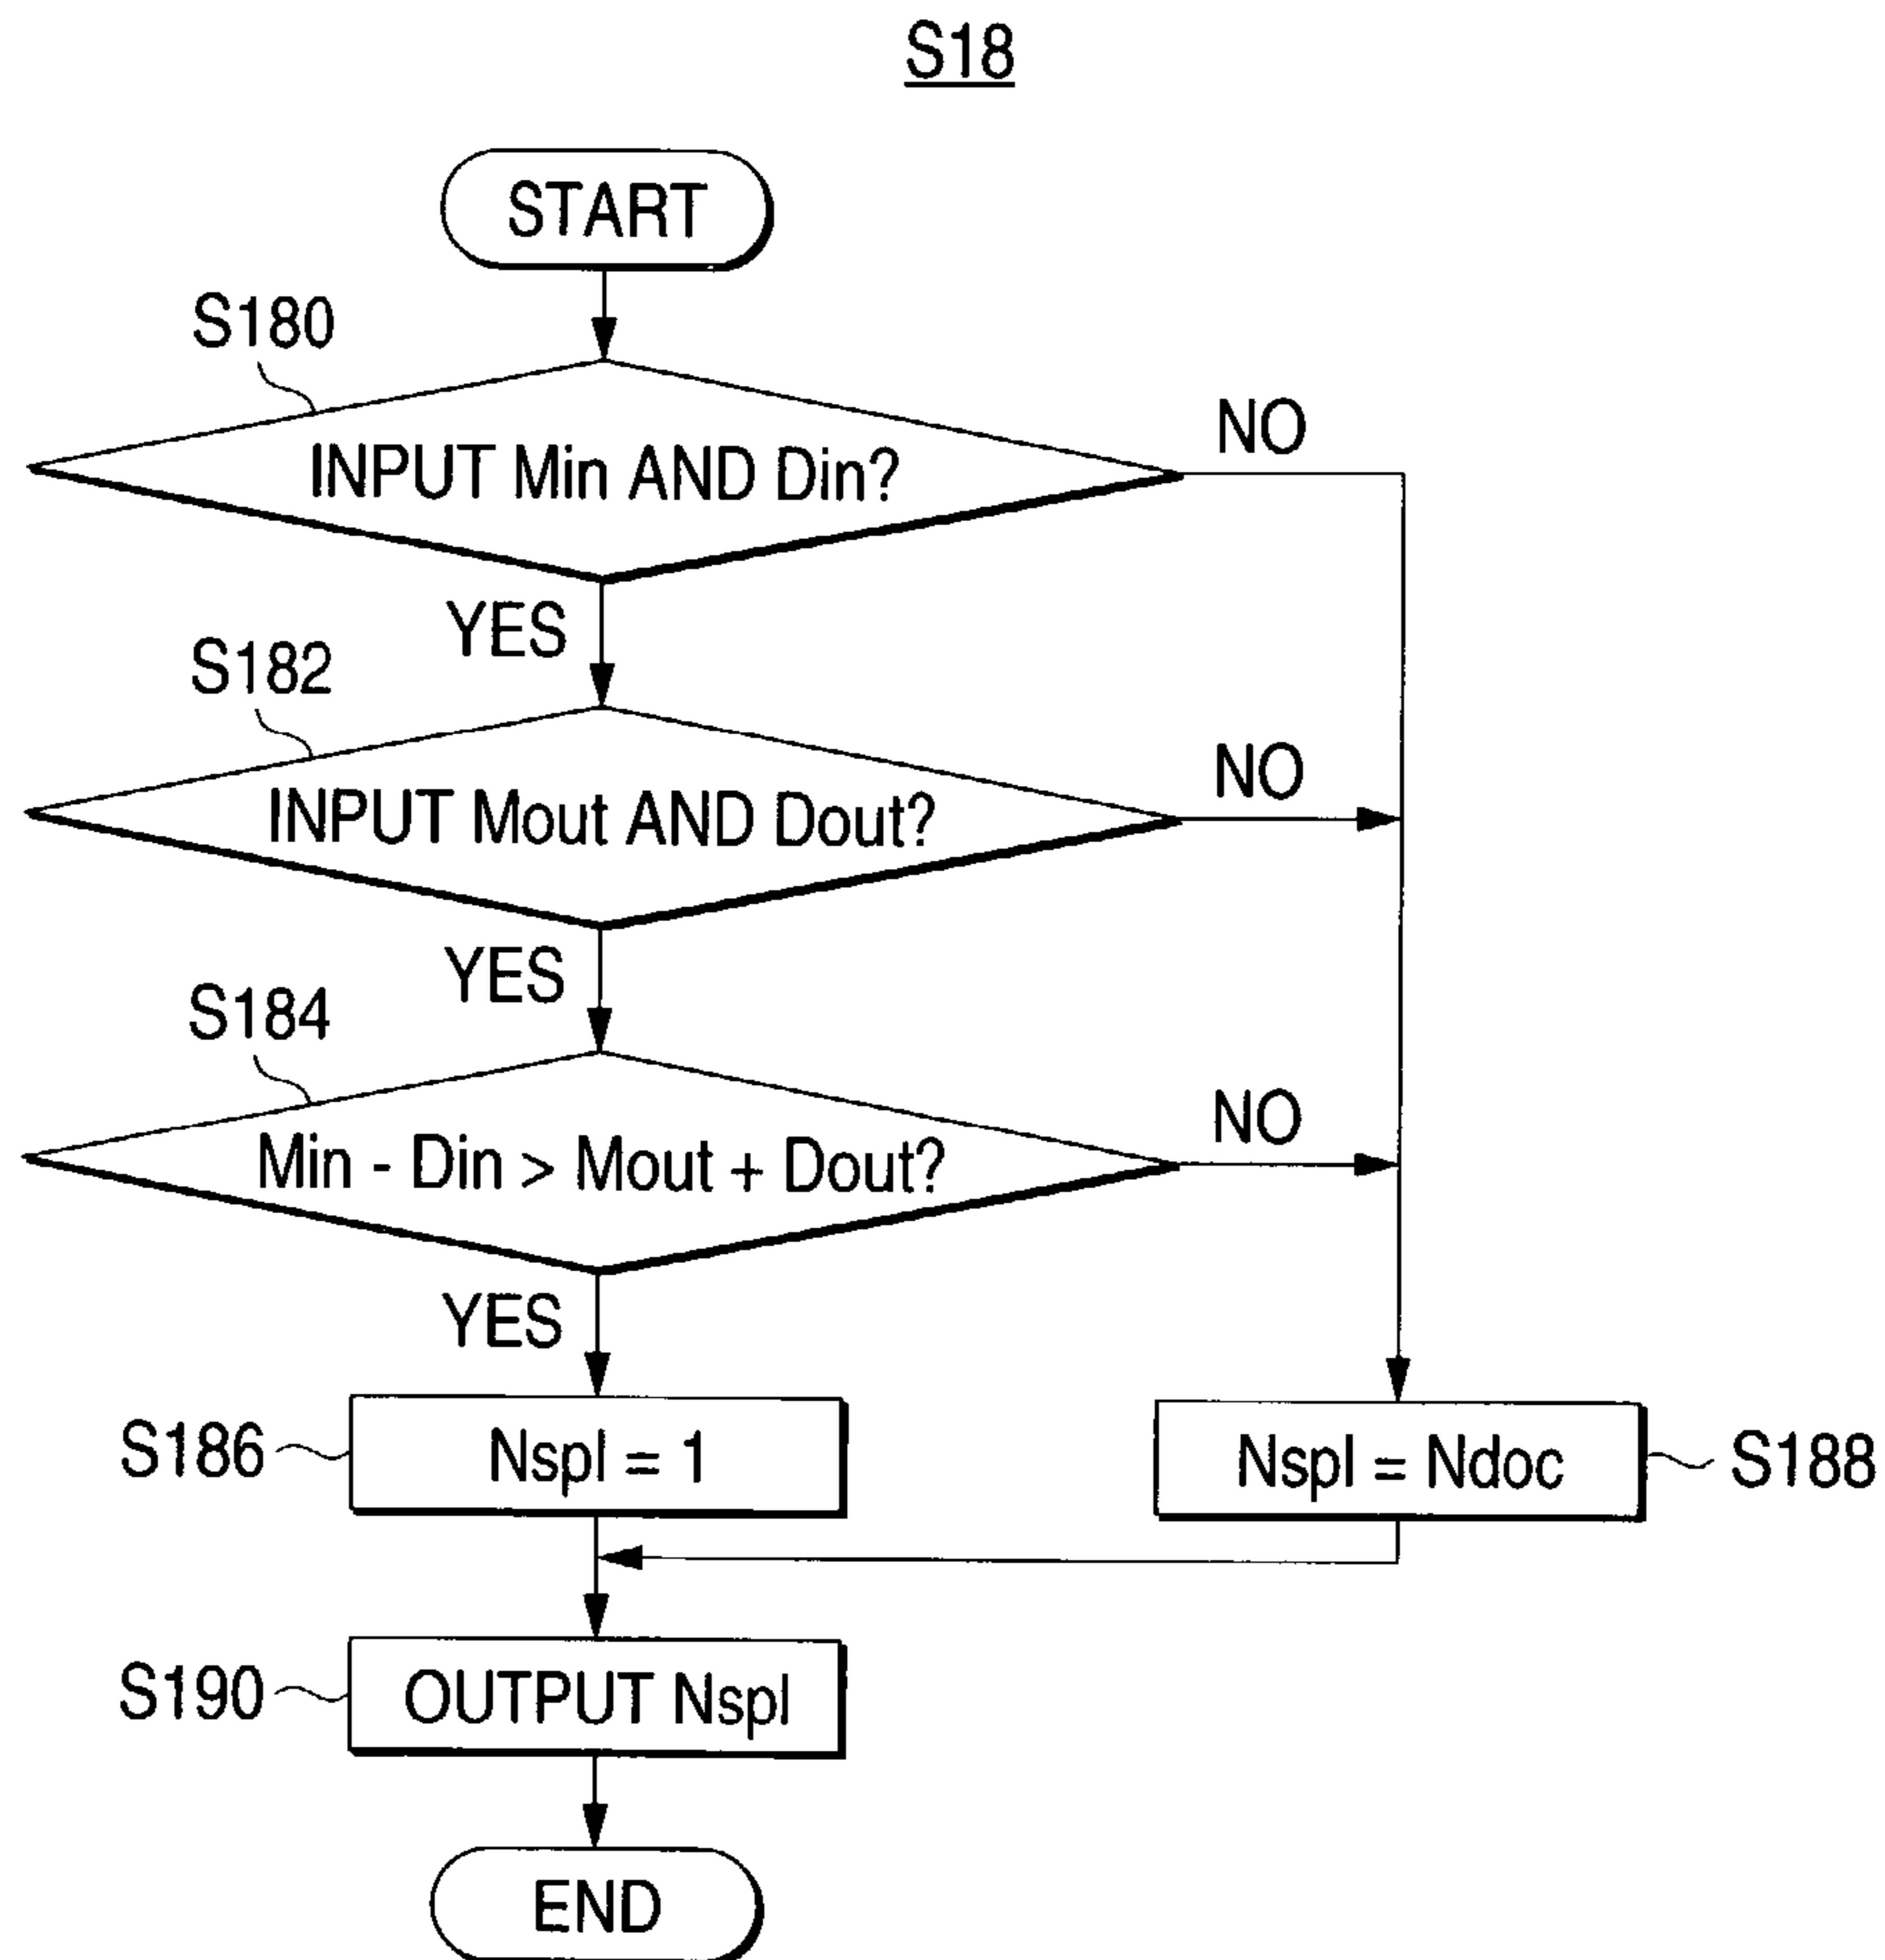 S18
START
S180
INPUT Min AND Din?
NO
YES
S182
INPUT Mout AND Dout?
NO
YES
S184
Min - Din > Mout + Dout?
NO
YES
S186
Nspl = 1
Nspl = Ndoc
S188
S190
OUTPUT Nspl
END